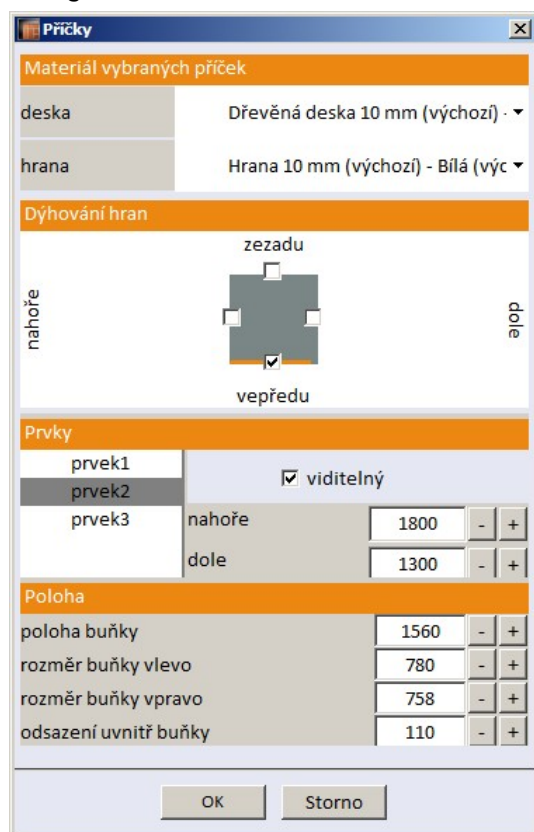 Příčky
Materiál vybraných příček
deska Dřevěná deska 10 mm (výchozí) -
hrana Hrana 10 mm (výchozí) - Bílá (výc
Dýhování hran
zezadu
nahoře
dole
vepředu
Prvky
prvek1
viditelný
prvek2
prvek3
nahoře 1800 - +
dole 1300 - +
Poloha
poloha buňky 1560 - +
rozměr buňky vlevo 780 - +
rozměr buňky vpravo 758 - +
odsazení uvnitř buňky 110 - +
OK Storno